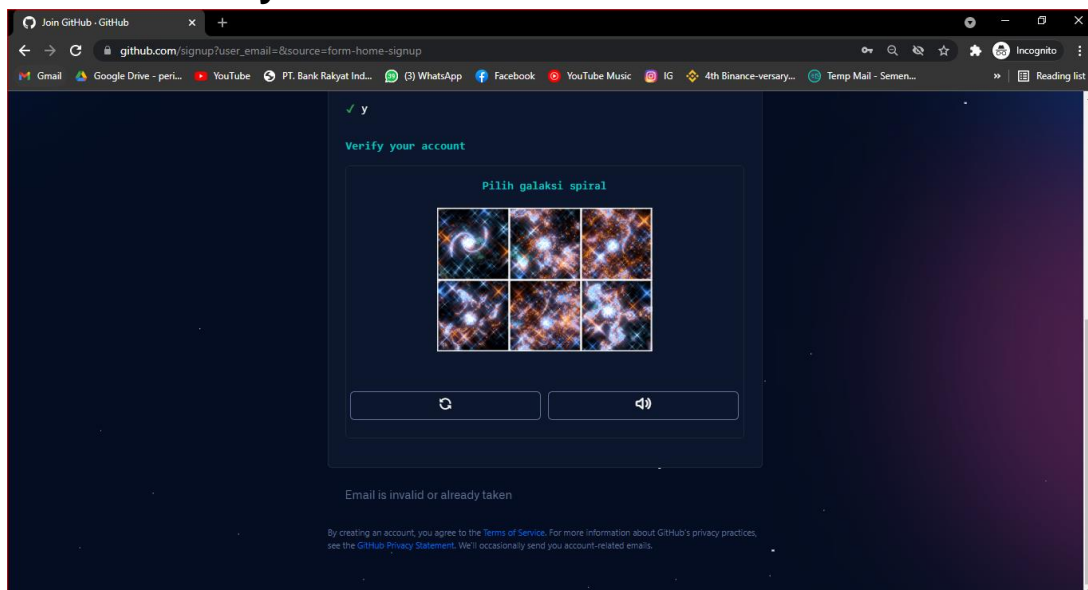 Join GitHub · GitHub
github.com/signup?user_email=&source=form-home-signup
Incognito
Gmail
Google Drive - peri...
YouTube
PT. Bank Rakyat Ind...
(3) WhatsApp
Facebook
YouTube Music
IG
4th Binance-versary...
Temp Mail - Semen...
»
Reading list
✓ y
Verify your account
Pilih galaksi spiral
Email is invalid or already taken
By creating an account, you agree to the Terms of Service. For more information about GitHub's privacy practices,
see the GitHub Privacy Statement. We'll occasionally send you account-related emails.